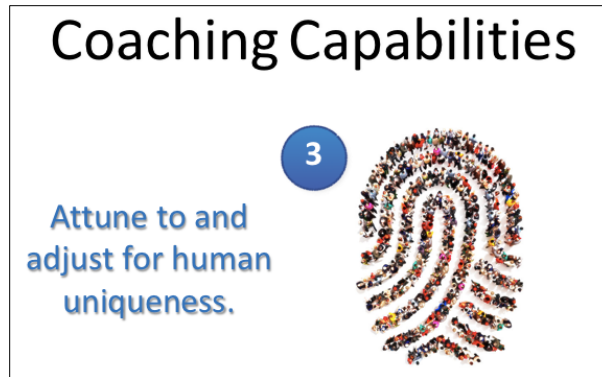 Coaching Capabilities
3
Attune to and
adjust for human
uniqueness.